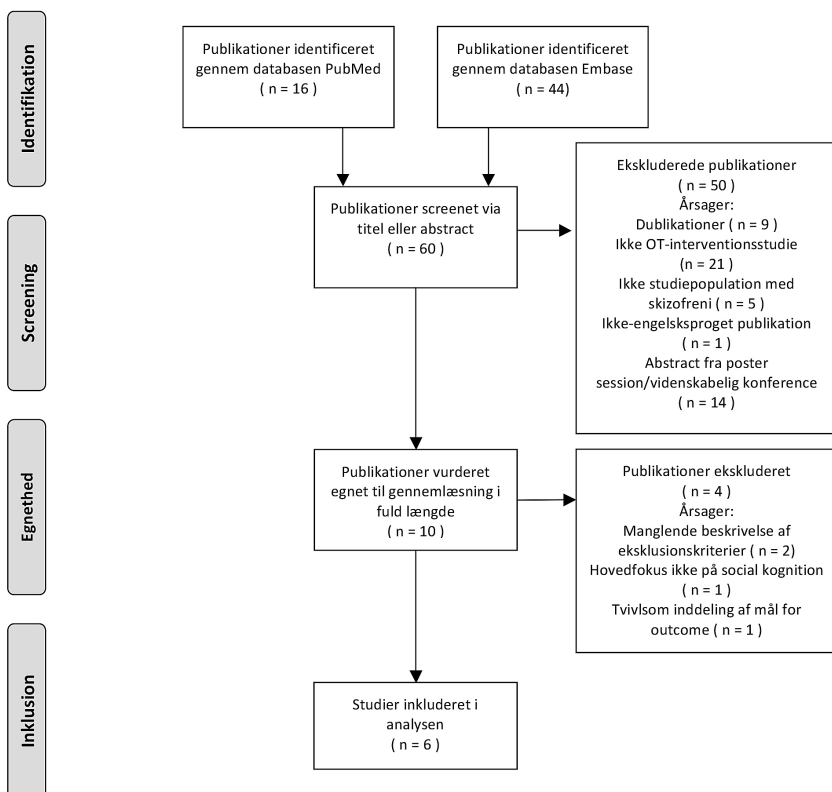 Identifikation
Publikationer identificeret
gennem databasen PubMed
( n = 16 )
Publikationer identificeret
gennem databasen Embase
( n = 44)
Screening
Publikationer screenet via
titel eller abstract
( n = 60 )
Ekskluderede publikationer
( n = 50 )
Årsager:
Dublikationer ( n = 9 )
Ikke OT-interventionsstudie
(n = 21 )
Ikke studiepopulation med
skizofreni ( n = 5 )
Ikke-engelsksproget publikation
( n = 1 )
Abstract fra poster
session/videnskabelig konference
( n = 14 )
Egnethed
Publikationer vurderet
egnet til gennemlæsning i
fuld længde
( n = 10 )
Publikationer ekskluderet
( n = 4 )
Årsager:
Manglende beskrivelse af
eksklusionskriterier ( n = 2)
Hovedfokus ikke på social kognition
( n = 1 )
Tvivlsom inddeling af mål for
outcome ( n = 1 )
Inklusion
Studier inkluderet i
analysen
( n = 6 )